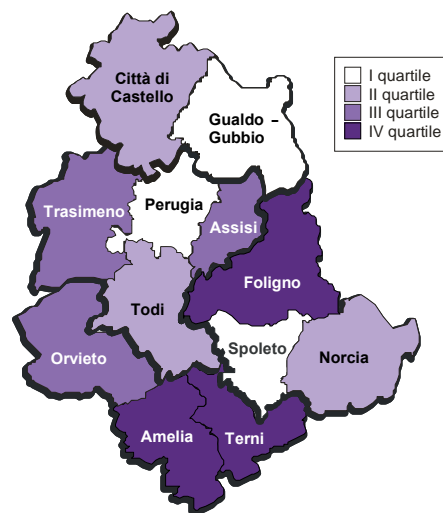 Città di
Castello
Gualdo –
Gubbio
I quartile
II quartile
III quartile
IV quartile
Trasimeno
Perugia
Assisi
Foligno
Todi
Orvieto
Spoleto
Norcia
Amelia
Terni